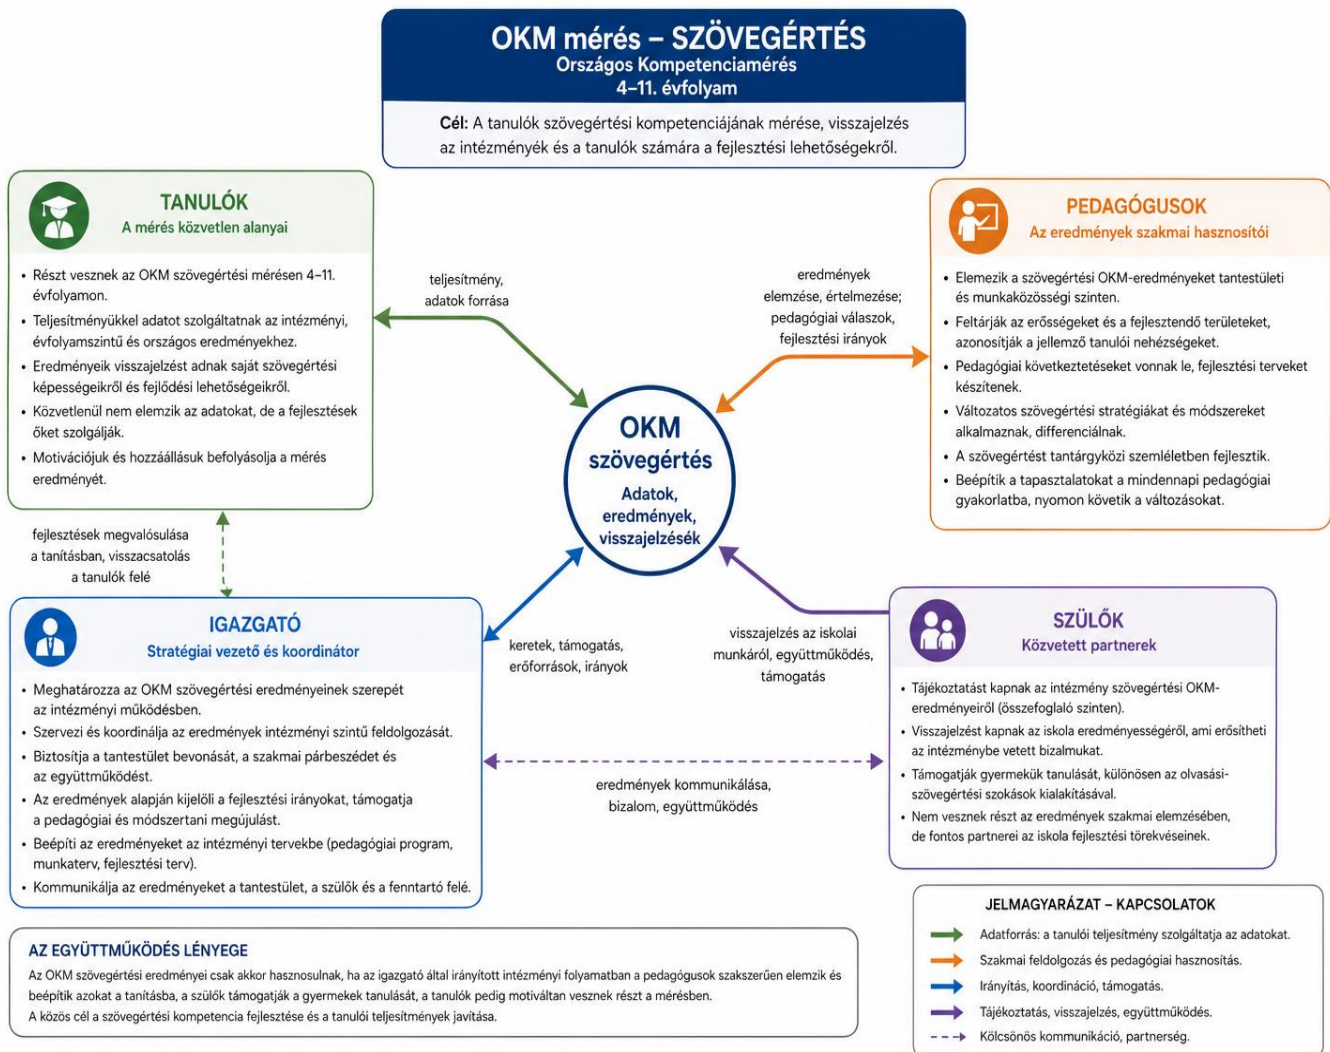 OKM mérés – SZÖVEGÉRTÉS
Országos Kompetenciamérés
4–11. évfolyam
Cél: A tanulók szövegértési kompetenciájának mérése, visszajelzés
az intézményék és a tanulók számára a fejlesztési lehetőségekről.
TANULÓK
A mérés közvetlen alanyai
• Részt vesznek az OKM szövegértési mérésen 4–11.
évfolyamon.
• Teljesítményükkel adatot szolgáltatnak az intézményi,
évfolyamszintű és országos eredményekhez.
• Eredményeik visszajelzést adnak saját szövegértési
képességeikről és fejlődési lehetőségeikről.
• Közvetlenül nem elemzik az adatokat, de a fejlesztések
őket szolgálják.
• Motivációjuk és hozzáállásuk befolyásolja a mérés
eredményét.
teljesítmény,
adatok forrása
eredmények
elemzése, értelmezése;
pedagógiai válaszok,
fejlesztési irányok
PEDAGÓGUSOK
Az eredmények szakmai hasznosítói
• Elemezik a szövegértési OKM-eredményeket tantestületi
és munkaközösségi szinten.
• Feltárják az erősségeket és a fejlesztendő területeket,
azonosítják a jellemző tanulói nehézségeket.
• Pedagógiai következtetéseket vonnak le, fejlesztési terveket
készítenek.
• Változatos szövegértési stratégiákat és módszereket
alkalmaznak, differenciálnak.
• A szövegértést tantárgyközi szemléletben fejlesztik.
• Beépítik a tapasztalatokat a mindennapi pedagógiai
gyakorlatba, nyomon követik a változásokat.
OKM
szövegértés
Adatok,
eredmények,
visszajelzésék
fejlesztések megvalósulása
a tanításban, visszacsatolás
a tanulók felé
IGAZGATÓ
Stratégiai vezető és koordinátor
• Meghatározza az OKM szövegértési eredményeinek szerepét
az intézményi működésben.
• Szervezi és koordinálja az eredmények intézményi szintű feldolgozását.
• Biztosítja a tantestület bevonását, a szakmai párbeszédet és
az együttműködést.
• Az eredmények alapján kijelöli a fejlesztési irányokat, támogatja
a pedagógiai és módszertani megújulást.
• Beépíti az eredményeket az intézményi tervekbe (pedagógiai program,
munkaterv, fejlesztési terv).
• Kommunikálja az eredményeket a tantestület, a szülők és a fenntartó felé.
keretek, támogatás,
erőforrások, irányok
visszajelzés az iskolai
munkáról, együttműködés,
támogatás
eredmények kommunikálása,
bizalom, együttműködés
SZÜLŐK
Közvetett partnerek
• Tájékoztatást kapnak az intézmény szövegértési OKM-
eredményeiről (összefoglaló szinten).
• Visszajelzést kapnak az iskola eredményességéről, ami erősítheti
az intézménybe vetett bizalmukat.
• Támogatják gyermekük tanulását, különösen az olvasási-
szövegértési szokások kialakításával.
• Nem vesznek részt az eredmények szakmai elemzésében,
de fontos partnerei az iskola fejlesztési törekvéseinek.
AZ EGYÜTTMŰKÖDÉS LÉNYEGE
Az OKM szövegértési eredményei csak akkor hasznosulnak, ha az igazgató által irányított intézményi folyamatban a pedagógusok szakszerűen elemzik és
beépítik azokat a tanításba, a szülők támogatják a gyermekek tanulását, a tanulók pedig motiváltan vesznek részt a mérésben.
A közös cél a szövegértési kompetencia fejlesztése és a tanulói teljesítmények javítása.
JELMAGYARÁZAT – KAPCSOLATOK
Adatforrás: a tanulói teljesítmény szolgáltatja az adatokat.
Szakmai feldolgozás és pedagógiai hasznosítás.
Irányítás, koordináció, támogatás.
Tájékoztatás, visszajelzés, együttműködés.
Kölcsönös kommunikáció, partnerség.